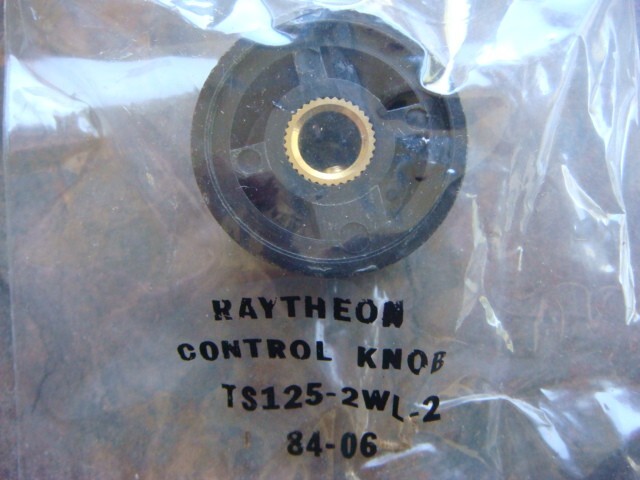 RAYTHEON
CONTROL KNOB
TS125-2WL-2
84-06